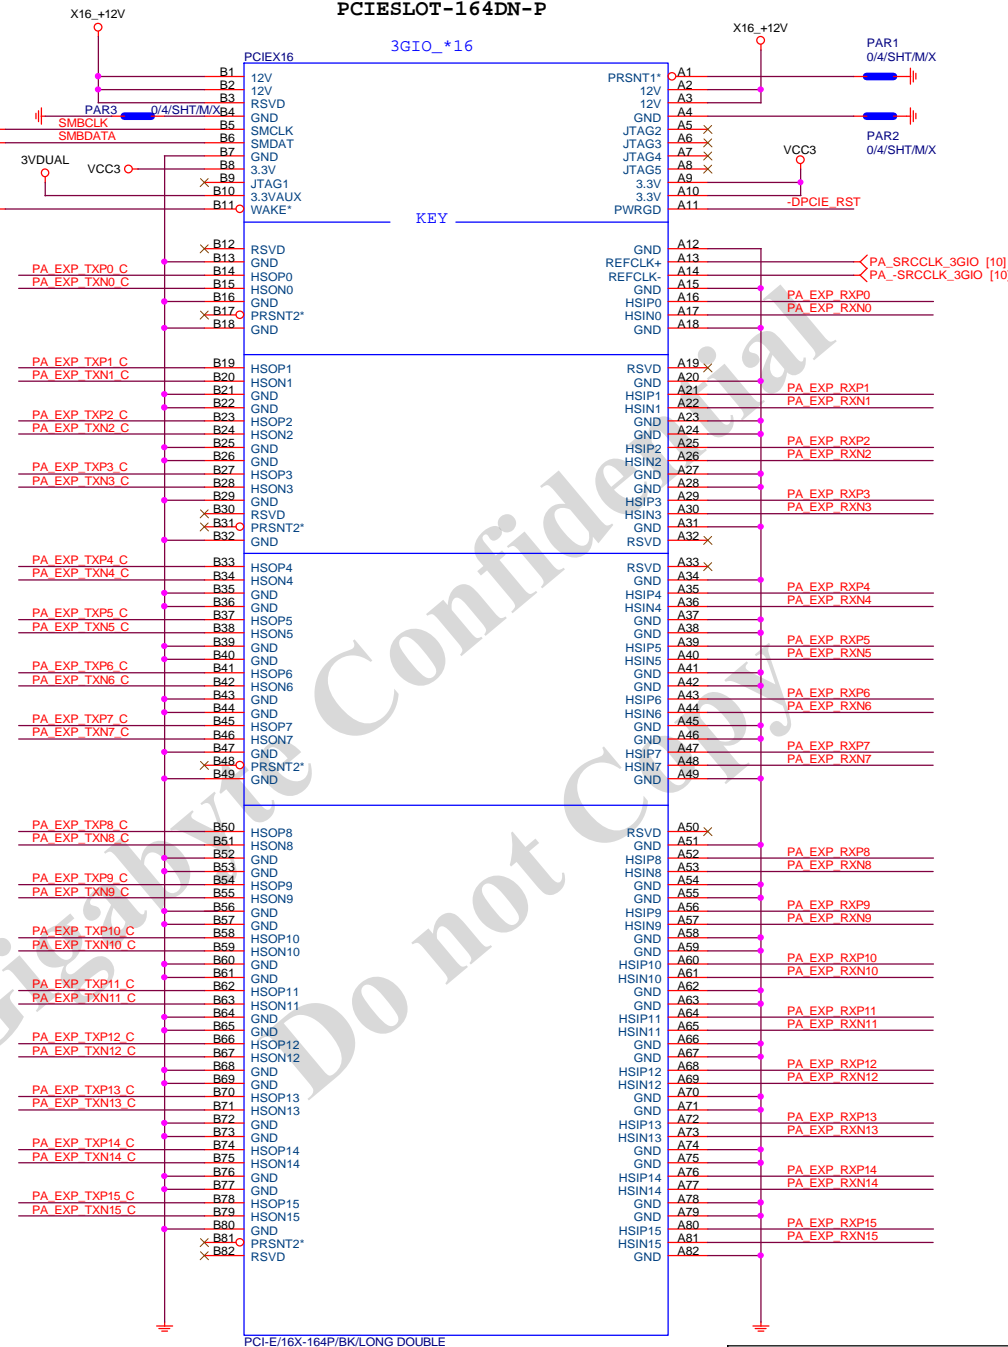 PCIESLOT-164DN-P
X16_+12V
X16_+12V
3GIO_*16
PAR1
0/4/SHT/M/X
PCIEX16
B1 12V PRSNT1* A1
B2 12V 12V A2
B3 RSVD 12V A3
PAR3 0/4/SHT/M/X B4 GND GND A4
SMBCLK B5 SMCLK JTAG2 A5
SMBDATA B6 SMDAT JTAG3 A6
PAR2
0/4/SHT/M/X
B7 GND JTAG4 A7
3VDUAL VCC3 B8 3.3V JTAG5 A8 VCC3
B9 JTAG1 3.3V A9
B10 3.3VAUX 3.3V A10
B11 WAKE* PWRGD A11 -DPCIE_RST
KEY
B12 RSVD GND A12
B13 GND REFCLK+ A13 PA_SRCCLK_3GIO [10]
PA_EXP_TXP0_C B14 HSOP0 REFCLK- A14 PA_-SRCCLK_3GIO [10]
PA_EXP_TXN0_C B15 HSON0 GND A15
B16 GND HSIP0 A16 PA_EXP_RXP0
B17 PRSNT2* HSIN0 A17 PA_EXP_RXN0
B18 GND GND A18
PA_EXP_TXP1_C B19 HSOP1 RSVD A19
PA_EXP_TXN1_C B20 HSON1 GND A20
B21 GND HSIP1 A21 PA_EXP_RXP1
B22 GND HSIN1 A22 PA_EXP_RXN1
PA_EXP_TXP2_C B23 HSOP2 GND A23
PA_EXP_TXN2_C B24 HSON2 GND A24
B25 GND HSIP2 A25 PA_EXP_RXP2
B26 GND HSIN2 A26 PA_EXP_RXN2
PA_EXP_TXP3_C B27 HSOP3 GND A27
PA_EXP_TXN3_C B28 HSON3 GND A28
B29 GND HSIP3 A29 PA_EXP_RXP3
B30 RSVD HSIN3 A30 PA_EXP_RXN3
B31 PRSNT2* GND A31
B32 GND RSVD A32
PA_EXP_TXP4_C B33 HSOP4 RSVD A33
PA_EXP_TXN4_C B34 HSON4 GND A34
B35 GND HSIP4 A35 PA_EXP_RXP4
B36 GND HSIN4 A36 PA_EXP_RXN4
PA_EXP_TXP5_C B37 HSOP5 GND A37
PA_EXP_TXN5_C B38 HSON5 GND A38
B39 GND HSIP5 A39 PA_EXP_RXP5
B40 GND HSIN5 A40 PA_EXP_RXN5
PA_EXP_TXP6_C B41 HSOP6 GND A41
PA_EXP_TXN6_C B42 HSON6 GND A42
B43 GND HSIP6 A43 PA_EXP_RXP6
B44 GND HSIN6 A44 PA_EXP_RXN6
PA_EXP_TXP7_C B45 HSOP7 GND A45
PA_EXP_TXN7_C B46 HSON7 GND A46
B47 GND HSIP7 A47 PA_EXP_RXP7
B48 PRSNT2* HSIN7 A48 PA_EXP_RXN7
B49 GND GND A49
PA_EXP_TXP8_C B50 HSOP8 RSVD A50
PA_EXP_TXN8_C B51 HSON8 GND A51
B52 GND HSIP8 A52 PA_EXP_RXP8
B53 GND HSIN8 A53 PA_EXP_RXN8
PA_EXP_TXP9_C B54 HSOP9 GND A54
PA_EXP_TXN9_C B55 HSON9 GND A55
B56 GND HSIP9 A56 PA_EXP_RXP9
B57 GND HSIN9 A57 PA_EXP_RXN9
PA_EXP_TXP10_C B58 HSOP10 GND A58
PA_EXP_TXN10_C B59 HSON10 GND A59
B60 GND HSIP10 A60 PA_EXP_RXP10
B61 GND HSIN10 A61 PA_EXP_RXN10
PA_EXP_TXP11_C B62 HSOP11 GND A62
PA_EXP_TXN11_C B63 HSON11 GND A63
B64 GND HSIP11 A64 PA_EXP_RXP11
B65 GND HSIN11 A65 PA_EXP_RXN11
PA_EXP_TXP12_C B66 HSOP12 GND A66
PA_EXP_TXN12_C B67 HSON12 GND A67
B68 GND HSIP12 A68 PA_EXP_RXP12
B69 GND HSIN12 A69 PA_EXP_RXN12
PA_EXP_TXP13_C B70 HSOP13 GND A70
PA_EXP_TXN13_C B71 HSON13 GND A71
B72 GND HSIP13 A72 PA_EXP_RXP13
B73 GND HSIN13 A73 PA_EXP_RXN13
PA_EXP_TXP14_C B74 HSOP14 GND A74
PA_EXP_TXN14_C B75 HSON14 GND A75
B76 GND HSIP14 A76 PA_EXP_RXP14
B77 GND HSIN14 A77 PA_EXP_RXN14
PA_EXP_TXP15_C B78 HSOP15 GND A78
PA_EXP_TXN15_C B79 HSON15 GND A79
B80 GND HSIP15 A80 PA_EXP_RXP15
B81 PRSNT2* HSIN15 A81 PA_EXP_RXN15
B82 RSVD GND A82
PCI-E/16X-164P/BK/LONG DOUBLE
Gigabyte Confidential
Do not Copy